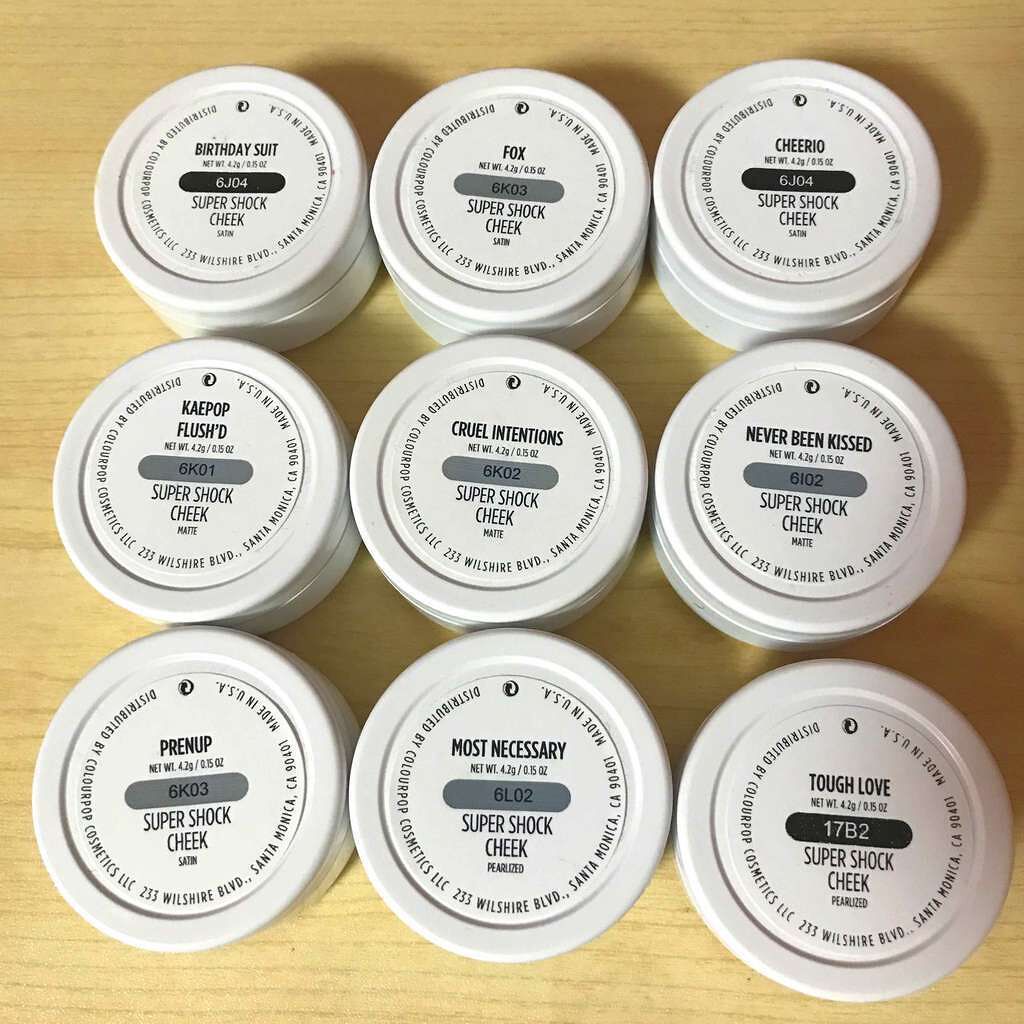 BIRTHDAY SUIT
NET WT. 4.2g / 0.15 OZ
6J04
SUPER SHOCK
CHEEK
SATIN
DISTRIBUTED BY COLOURPOP COSMETICS LLC 233 WILSHIRE BLVD., SANTA MONICA, CA 90401 MADE IN U.S.A.
FOX
NET WT. 4.2g / 0.15 OZ
6K03
SUPER SHOCK
CHEEK
SATIN
DISTRIBUTED BY COLOURPOP COSMETICS LLC 233 WILSHIRE BLVD., SANTA MONICA, CA 90401 MADE IN U.S.A.
CHEERIO
NET WT. 4.2g / 0.15 OZ
6J04
SUPER SHOCK
CHEEK
SATIN
DISTRIBUTED BY COLOURPOP COSMETICS LLC 233 WILSHIRE BLVD., SANTA MONICA, CA 90401 MADE IN U.S.A.
KAEPOP
FLUSH'D
NET WT. 4.2g / 0.15 OZ
6K01
SUPER SHOCK
CHEEK
MATTE
DISTRIBUTED BY COLOURPOP COSMETICS LLC 233 WILSHIRE BLVD., SANTA MONICA, CA 90401 MADE IN U.S.A.
CRUEL INTENTIONS
NET WT. 4.2g / 0.15 OZ
6K02
SUPER SHOCK
CHEEK
MATTE
DISTRIBUTED BY COLOURPOP COSMETICS LLC 233 WILSHIRE BLVD., SANTA MONICA, CA 90401 MADE IN U.S.A.
NEVER BEEN KISSED
NET WT. 4.2g / 0.15 OZ
6I02
SUPER SHOCK
CHEEK
MATTE
DISTRIBUTED BY COLOURPOP COSMETICS LLC 233 WILSHIRE BLVD., SANTA MONICA, CA 90401 MADE IN U.S.A.
PRENUP
NET WT. 4.2g / 0.15 OZ
6K03
SUPER SHOCK
CHEEK
SATIN
DISTRIBUTED BY COLOURPOP COSMETICS LLC 233 WILSHIRE BLVD., SANTA MONICA, CA 90401 MADE IN U.S.A.
MOST NECESSARY
NET WT. 4.2g / 0.15 OZ
6L02
SUPER SHOCK
CHEEK
PEARLIZED
DISTRIBUTED BY COLOURPOP COSMETICS LLC 233 WILSHIRE BLVD., SANTA MONICA, CA 90401 MADE IN U.S.A.
TOUGH LOVE
NET WT. 4.2g / 0.15 OZ
17B2
SUPER SHOCK
CHEEK
PEARLIZED
DISTRIBUTED BY COLOURPOP COSMETICS LLC 233 WILSHIRE BLVD., SANTA MONICA, CA 90401 MADE IN U.S.A.